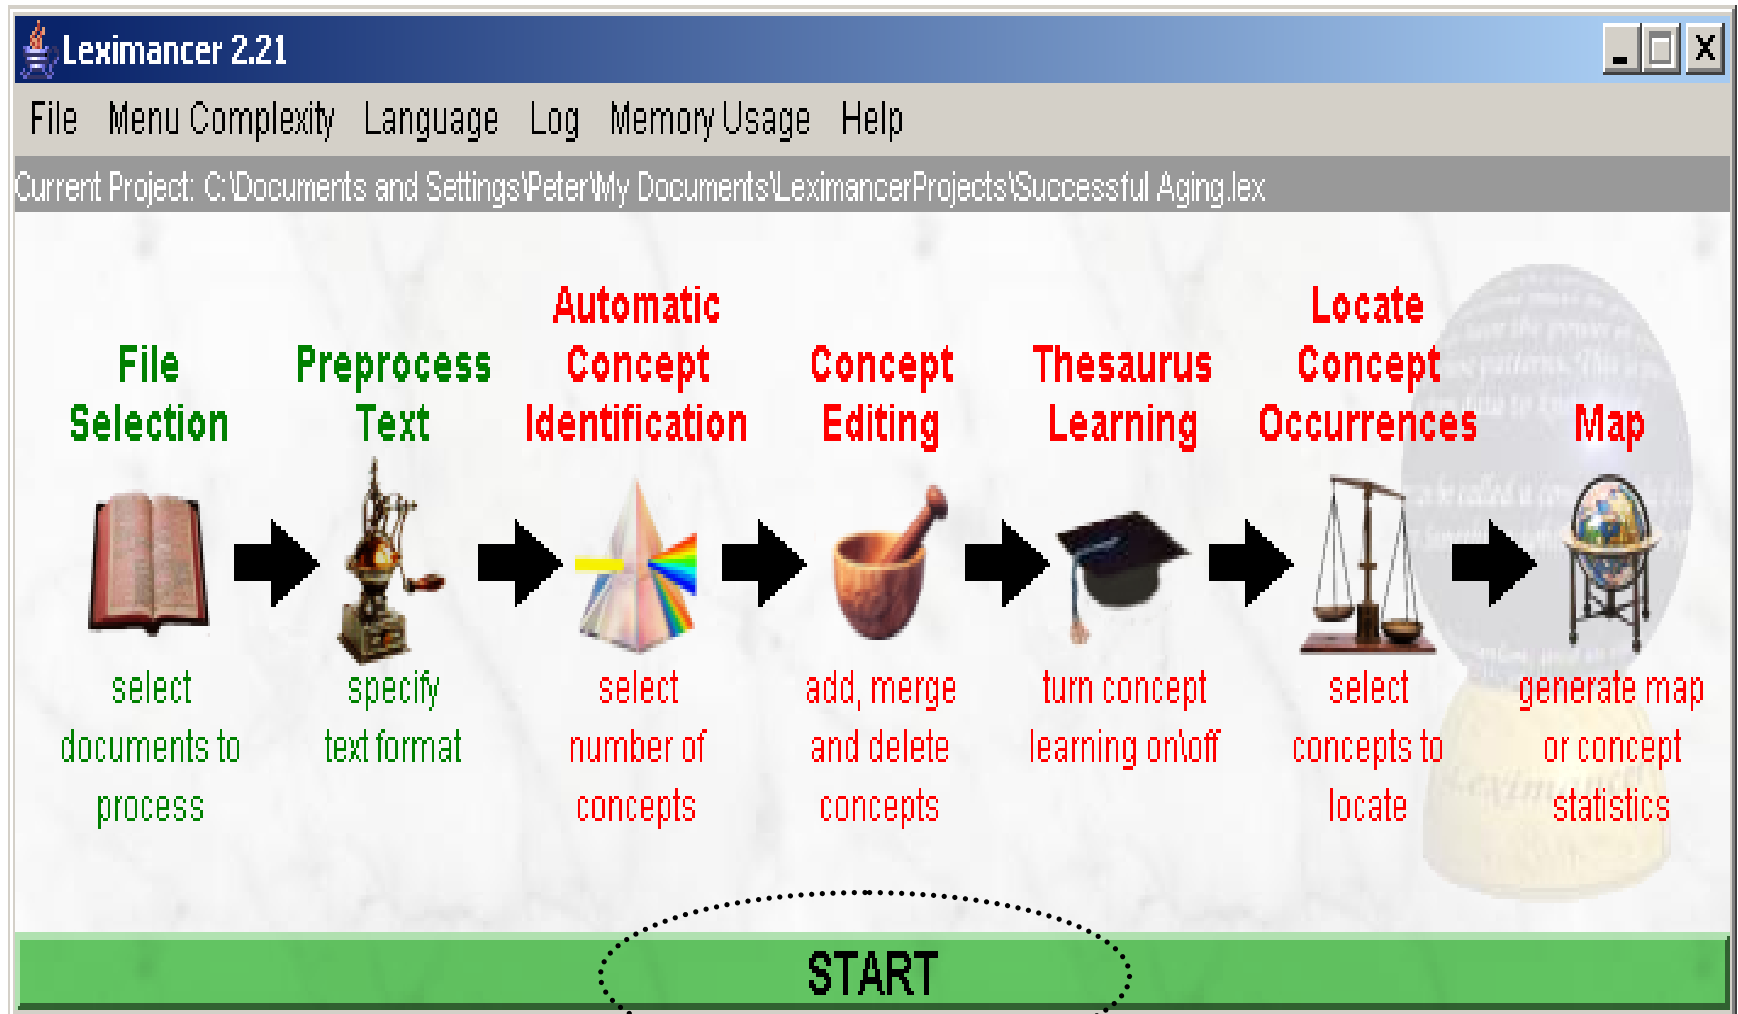 Leximancer 2.21
File Menu Complexity Language Log Memory Usage Help
Current Project: C:\Documents and Settings\Peter\My Documents\LeximancerProjects\Successful Aging.lex
File
Selection
Preprocess
Text
Automatic
Concept
Identification
Concept
Editing
Thesaurus
Learning
Locate
Concept
Occurrences
Map
select
documents to
process
specify
text format
select
number of
concepts
add, merge
and delete
concepts
turn concept
learning on\off
select
concepts to
locate
generate map
or concept
statistics
START